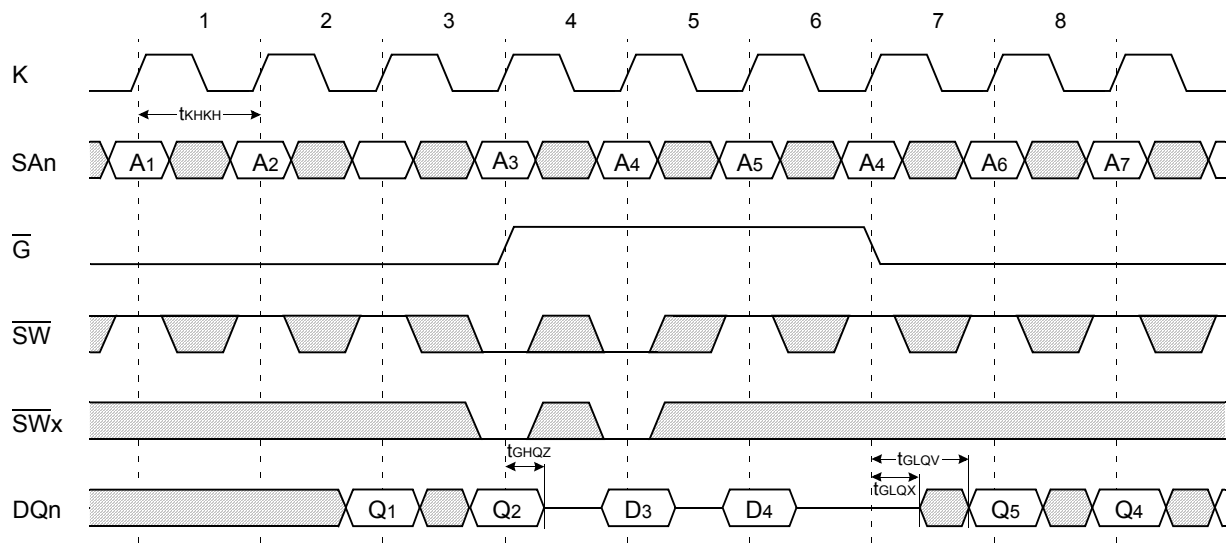 1 2 3 4 5 6 7 8
K
tKHKH
SAn A1 A2 A3 A4 A5 A4 A6 A7
G
SW
SWx
tGHQZ tGLQV
tGLQX
DQn Q1 Q2 D3 D4 Q5 Q4